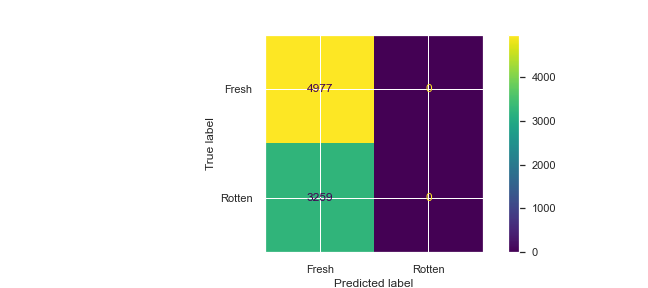 Fresh
4977
0
Rotten
3259
0
Fresh
Rotten
True label
Predicted label
4000
3000
2000
1000
0